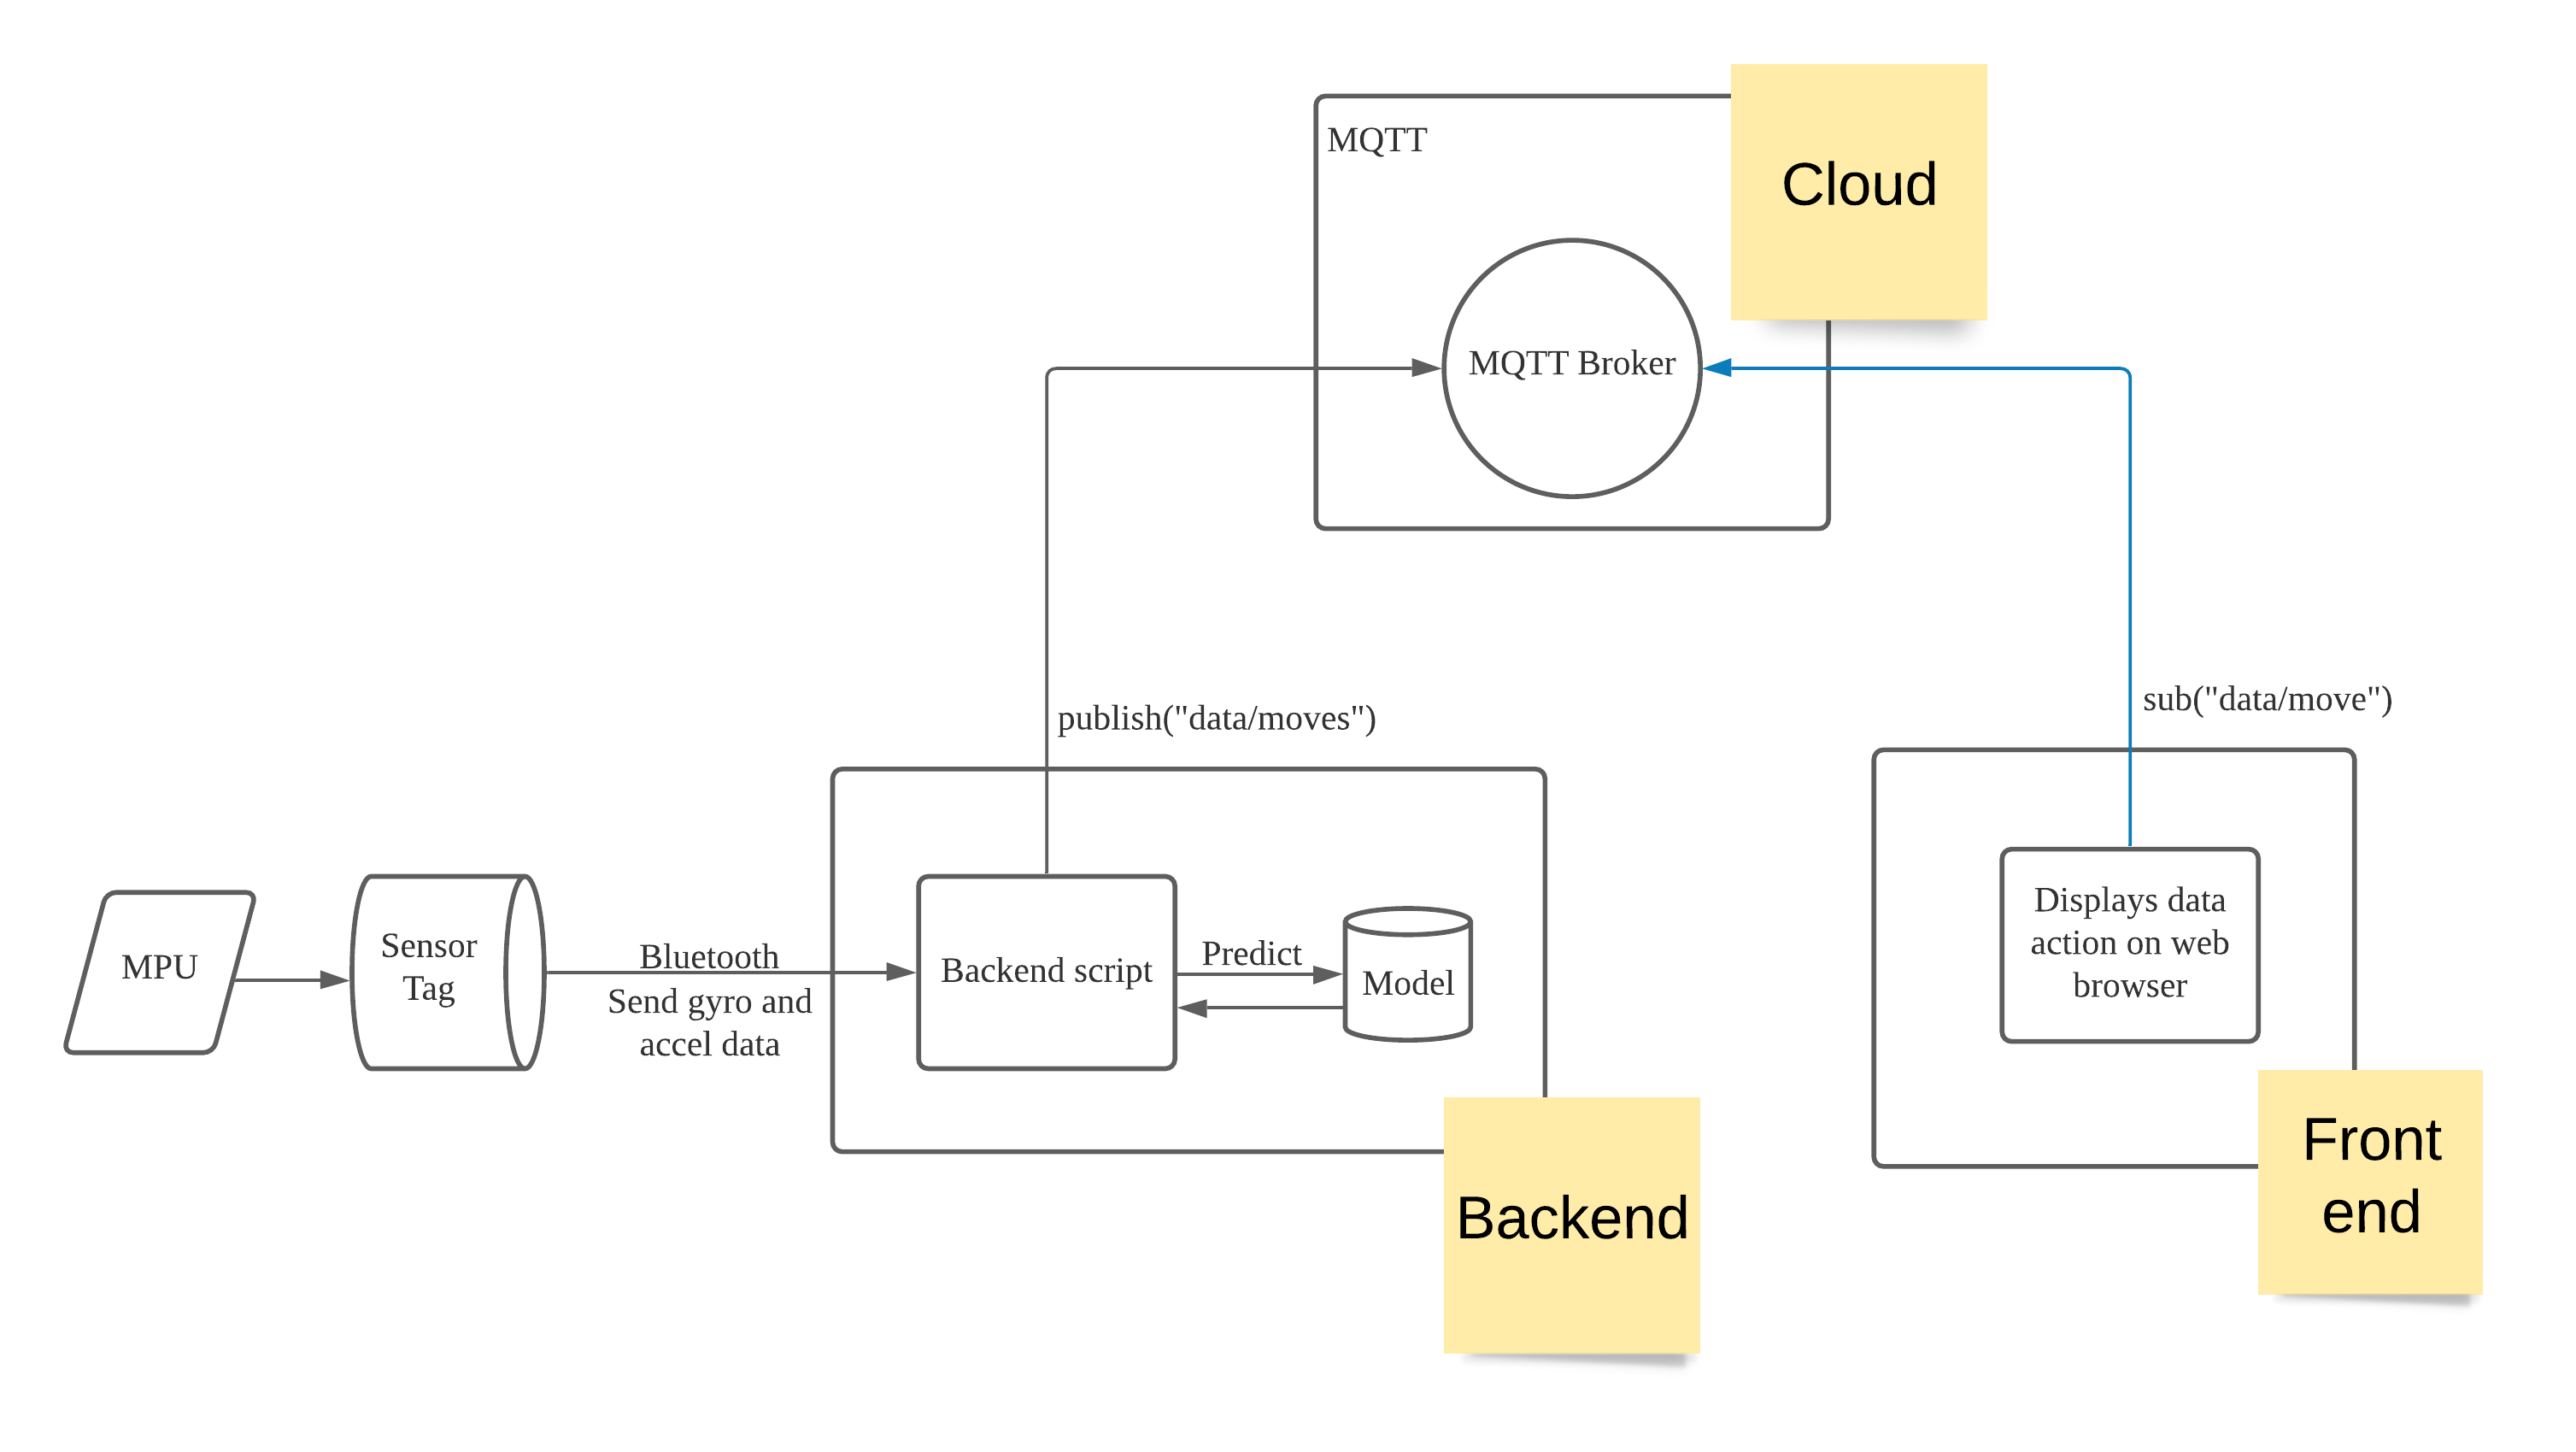 MQTT
Cloud
MQTT Broker
publish("data/moves")
sub("data/move")
MPU
Sensor
Tag
Bluetooth
Send gyro and
accel data
Backend script
Predict
Model
Displays data
action on web
browser
Backend
Front
end